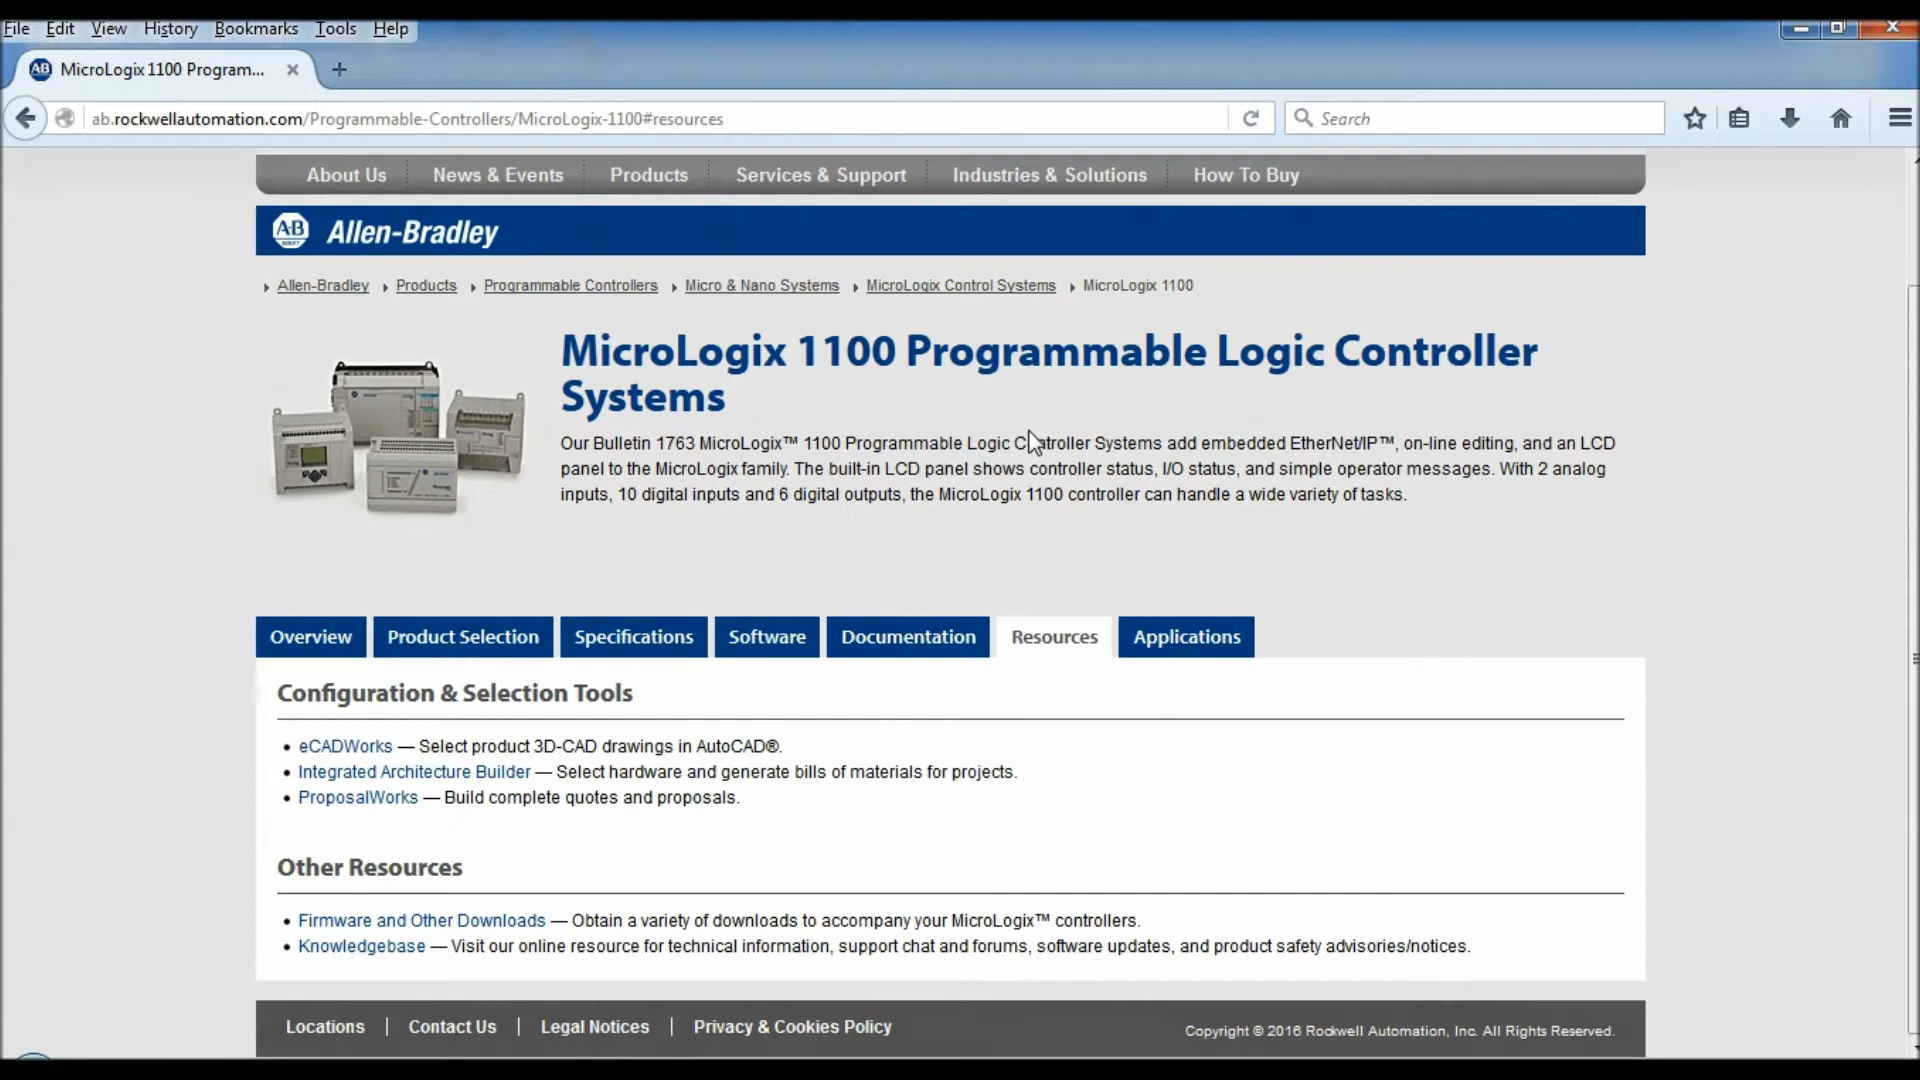 File Edit View History Bookmarks Tools Help
AB MicroLogix 1100 Program...
ab.rockwellautomation.com/Programmable-Controllers/MicroLogix-1100#resources
Search
About Us News & Events Products Services & Support Industries & Solutions How To Buy
AB Allen-Bradley
Allen-Bradley Products Programmable Controllers Micro & Nano Systems MicroLogix Control Systems MicroLogix 1100
MicroLogix 1100 Programmable Logic Controller
Systems
Our Bulletin 1763 MicroLogix™ 1100 Programmable Logic Controller Systems add embedded EtherNet/IP™, on-line editing, and an LCD
panel to the MicroLogix family. The built-in LCD panel shows controller status, I/O status, and simple operator messages. With 2 analog
inputs, 10 digital inputs and 6 digital outputs, the MicroLogix 1100 controller can handle a wide variety of tasks.
Overview Product Selection Specifications Software Documentation Resources Applications
Configuration & Selection Tools
• eCADWorks — Select product 3D-CAD drawings in AutoCAD®.
• Integrated Architecture Builder — Select hardware and generate bills of materials for projects.
• ProposalWorks — Build complete quotes and proposals.
Other Resources
• Firmware and Other Downloads — Obtain a variety of downloads to accompany your MicroLogix™ controllers.
• Knowledgebase — Visit our online resource for technical information, support chat and forums, software updates, and product safety advisories/notices.
Locations | Contact Us | Legal Notices | Privacy & Cookies Policy
Copyright © 2016 Rockwell Automation, Inc. All Rights Reserved.